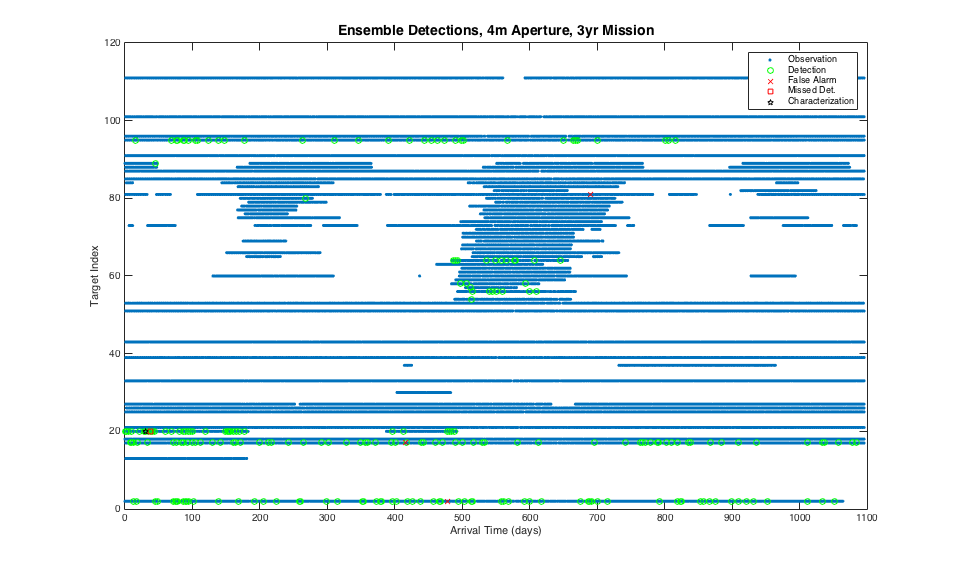 Ensemble Detections, 4m Aperture, 3yr Mission
120
100
80
60
40
20
0
Target Index
Observation
Detection
False Alarm
Missed Det.
Characterization
0 100 200 300 400 500 600 700 800 900 1000 1100
Arrival Time (days)